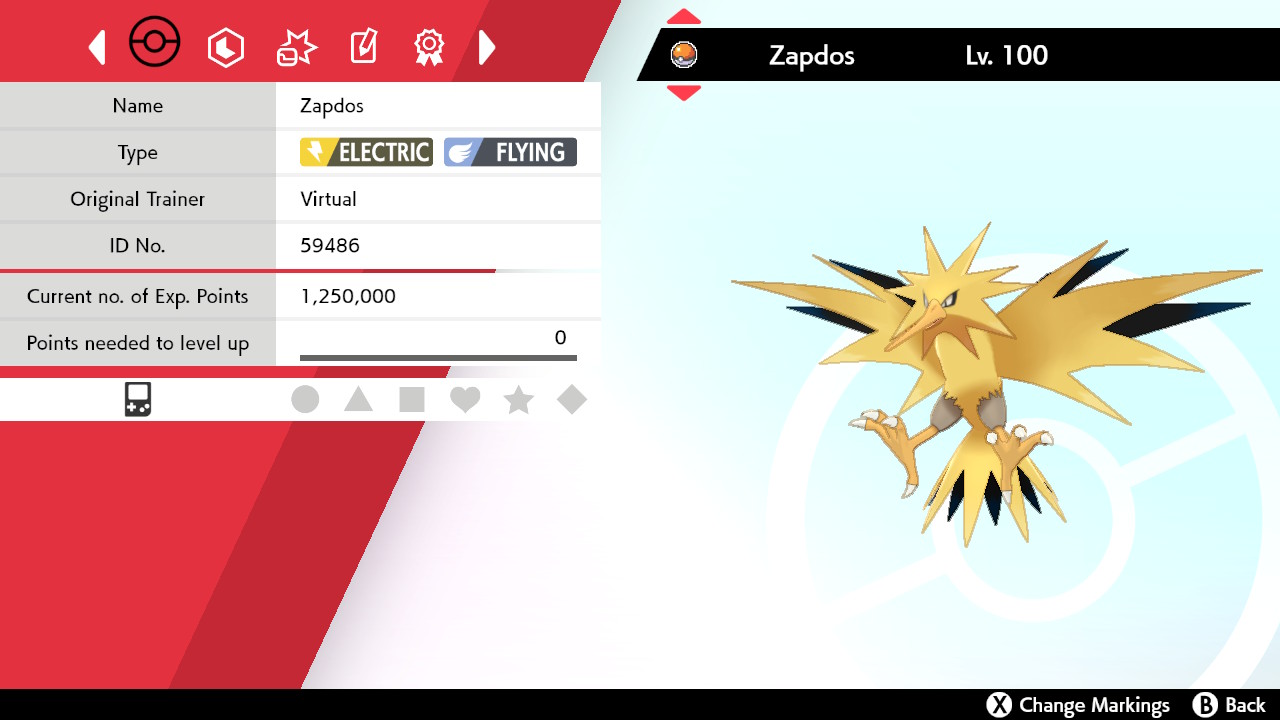 Zapdos Lv. 100
Name Zapdos
Type ELECTRIC FLYING
Original Trainer Virtual
ID No. 59486
Current no. of Exp. Points 1,250,000
Points needed to level up 0
X Change Markings B Back